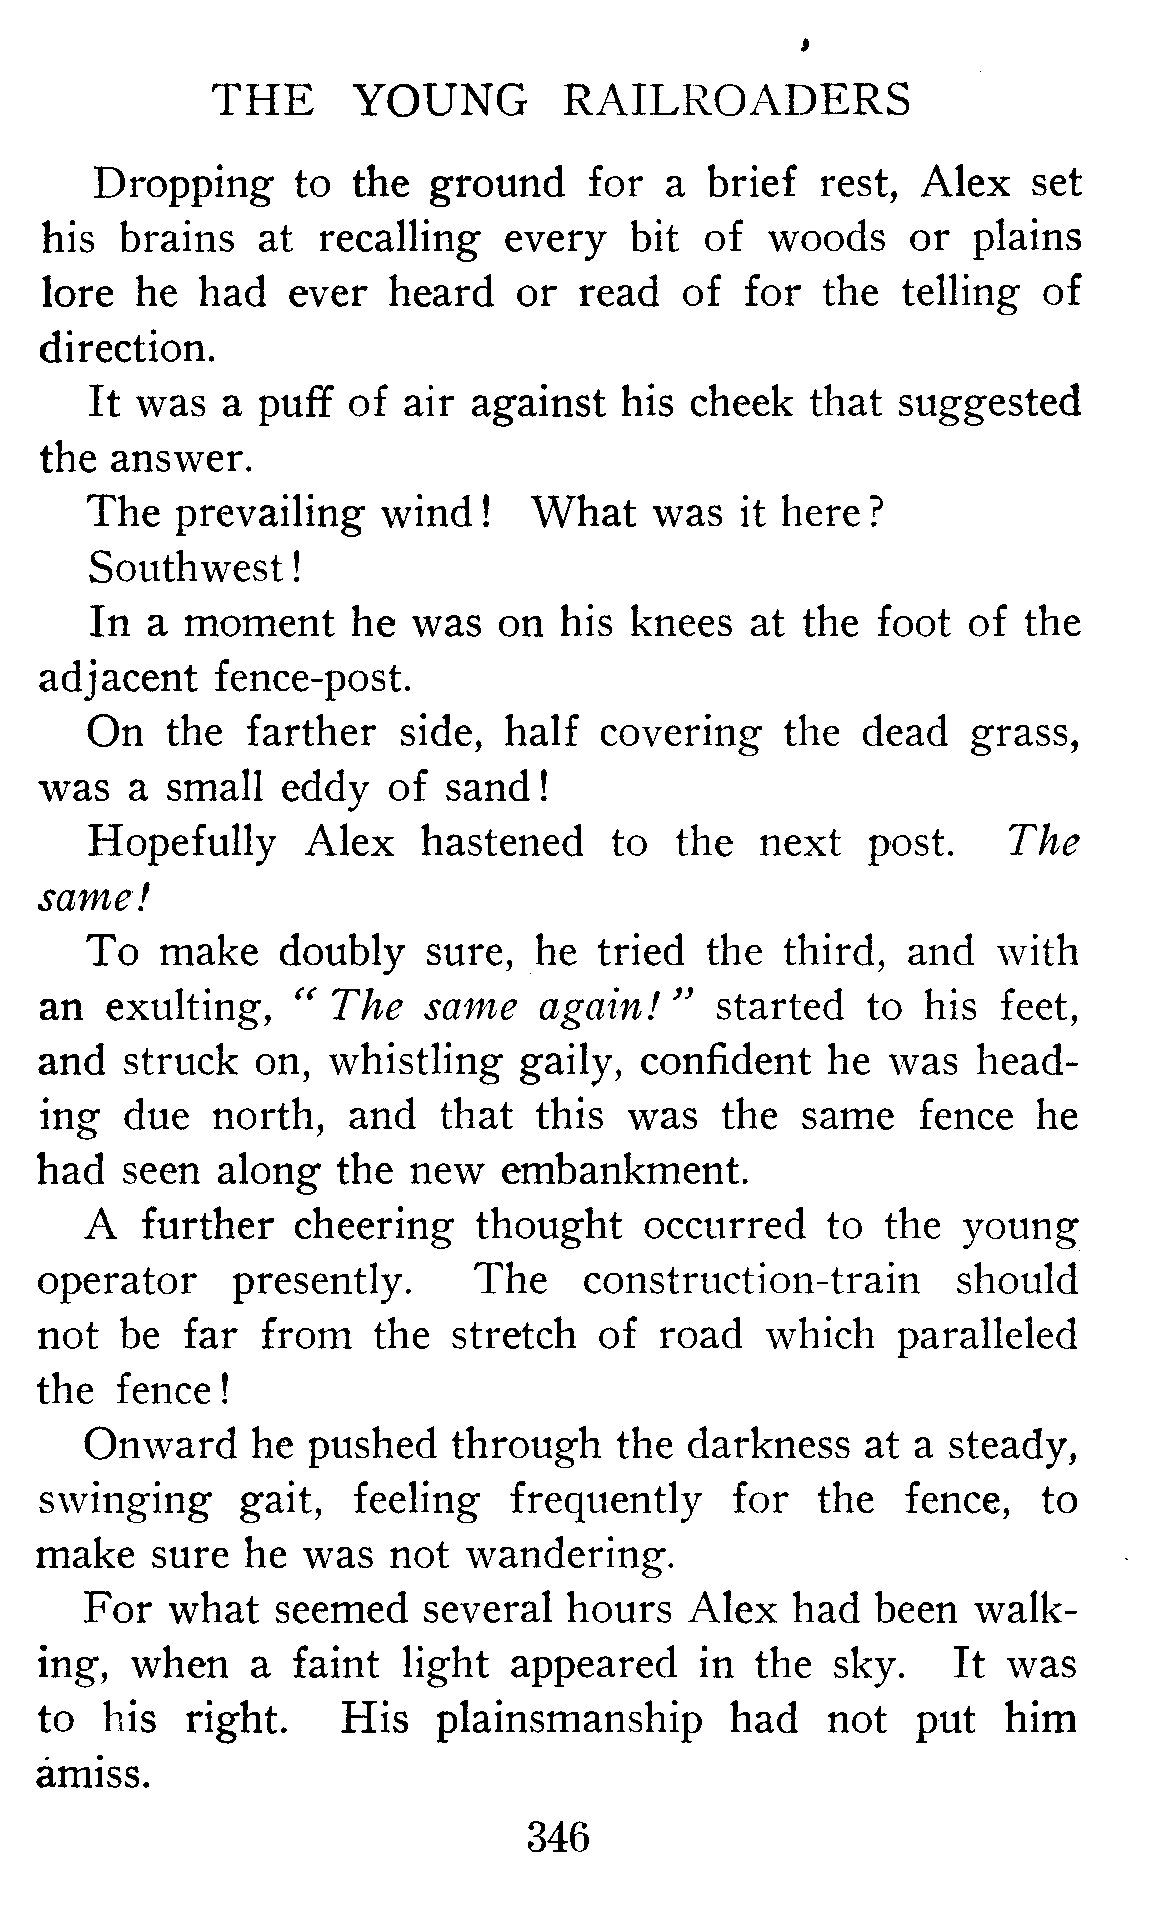 THE YOUNG RAILROADERS
Dropping to the ground for a brief rest, Alex set
his brains at recalling every bit of woods or plains
lore he had ever heard or read of for the telling of
direction.
It was a puff of air against his cheek that suggested
the answer.
The prevailing wind! What was it here?
Southwest!
In a moment he was on his knees at the foot of the
adjacent fence-post.
On the farther side, half covering the dead grass,
was a small eddy of sand!
Hopefully Alex hastened to the next post. The
same!
To make doubly sure, he tried the third, and with
an exulting, “ The same again! ” started to his feet,
and struck on, whistling gaily, confident he was head-
ing due north, and that this was the same fence he
had seen along the new embankment.
A further cheering thought occurred to the young
operator presently. The construction-train should
not be far from the stretch of road which paralleled
the fence!
Onward he pushed through the darkness at a steady,
swinging gait, feeling frequently for the fence, to
make sure he was not wandering.
For what seemed several hours Alex had been walk-
ing, when a faint light appeared in the sky. It was
to his right. His plainsmanship had not put him
amiss.
346